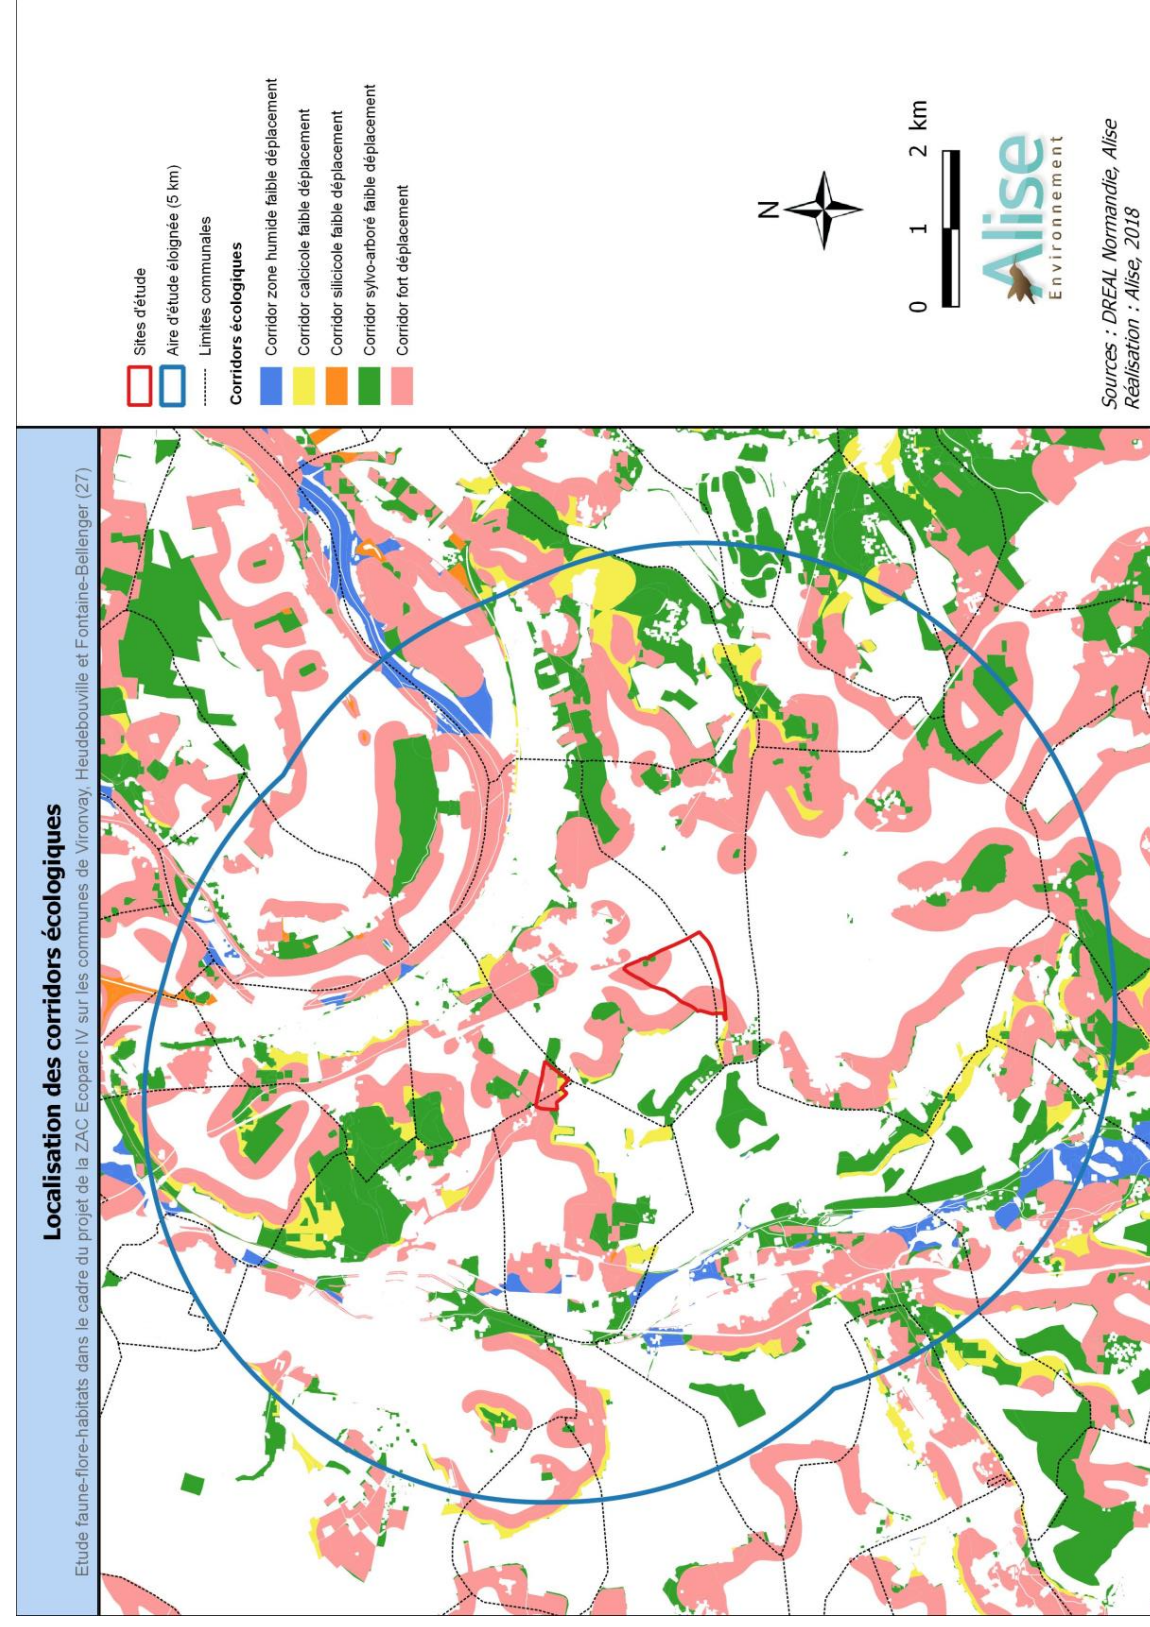 Localisation des corridors écologiques
Etude faune-flore-habitats dans le cadre du projet de la ZAC Ecoparc IV sur les communes de Vironvay, Heudebouville et Fontaine-Bellenger (27)
Sites d'étude
Aire d'étude éloignée (5 km)
Limites communales
Corridors écologiques
Corridor zone humide faible déplacement
Corridor calcicole faible déplacement
Corridor silicicole faible déplacement
Corridor sylvo-arboré faible déplacement
Corridor fort déplacement
N
0 1 2 km
Alise
Environnement
Sources : DREAL Normandie, Alise
Réalisation : Alise, 2018